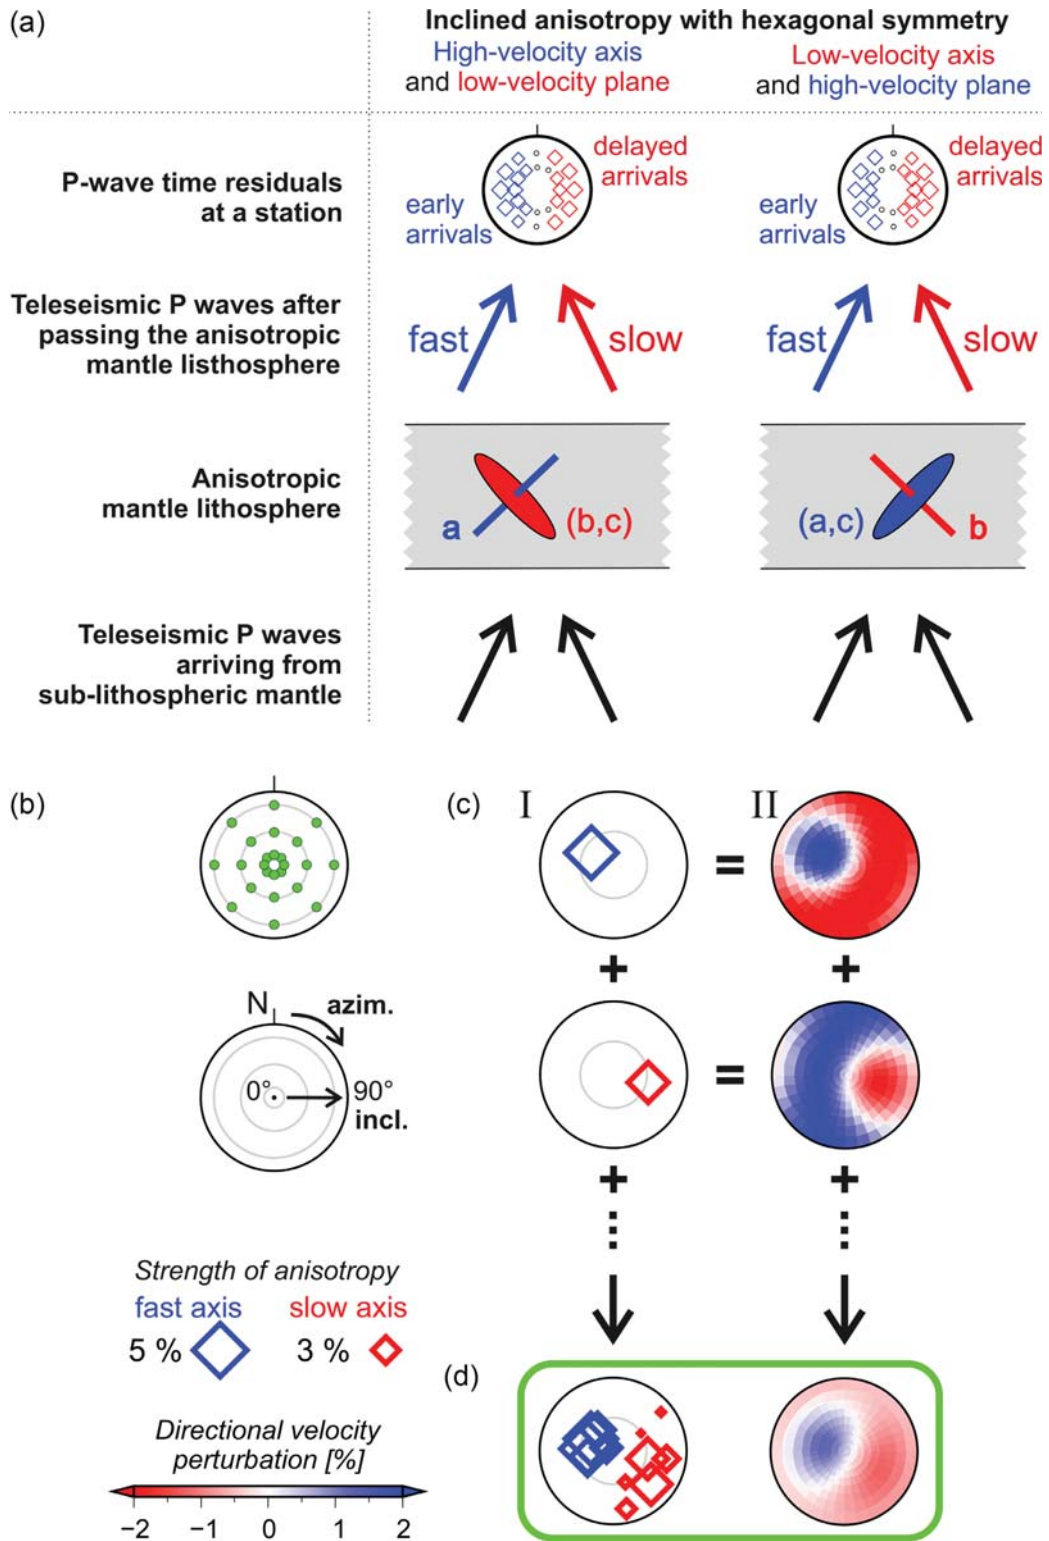 (a)
Inclined anisotropy with hexagonal symmetry
High-velocity axis
and low-velocity plane
Low-velocity axis
and high-velocity plane
P-wave time residuals
at a station
early
arrivals
delayed
arrivals
early
arrivals
delayed
arrivals
Teleseismic P waves after
passing the anisotropic
mantle listhosphere
fast
slow
fast
slow
Anisotropic
mantle lithosphere
a
(b,c)
(a,c)
b
Teleseismic P waves
arriving from
sub-lithospheric mantle
(b)
(c)
I
II
=
+
+
N
azim.
0°
90°
incl.
=
+
+
Strength of anisotropy
fast axis
slow axis
5 %
3 %
(d)
Directional velocity
perturbation [%]
−2
−1
0
1
2